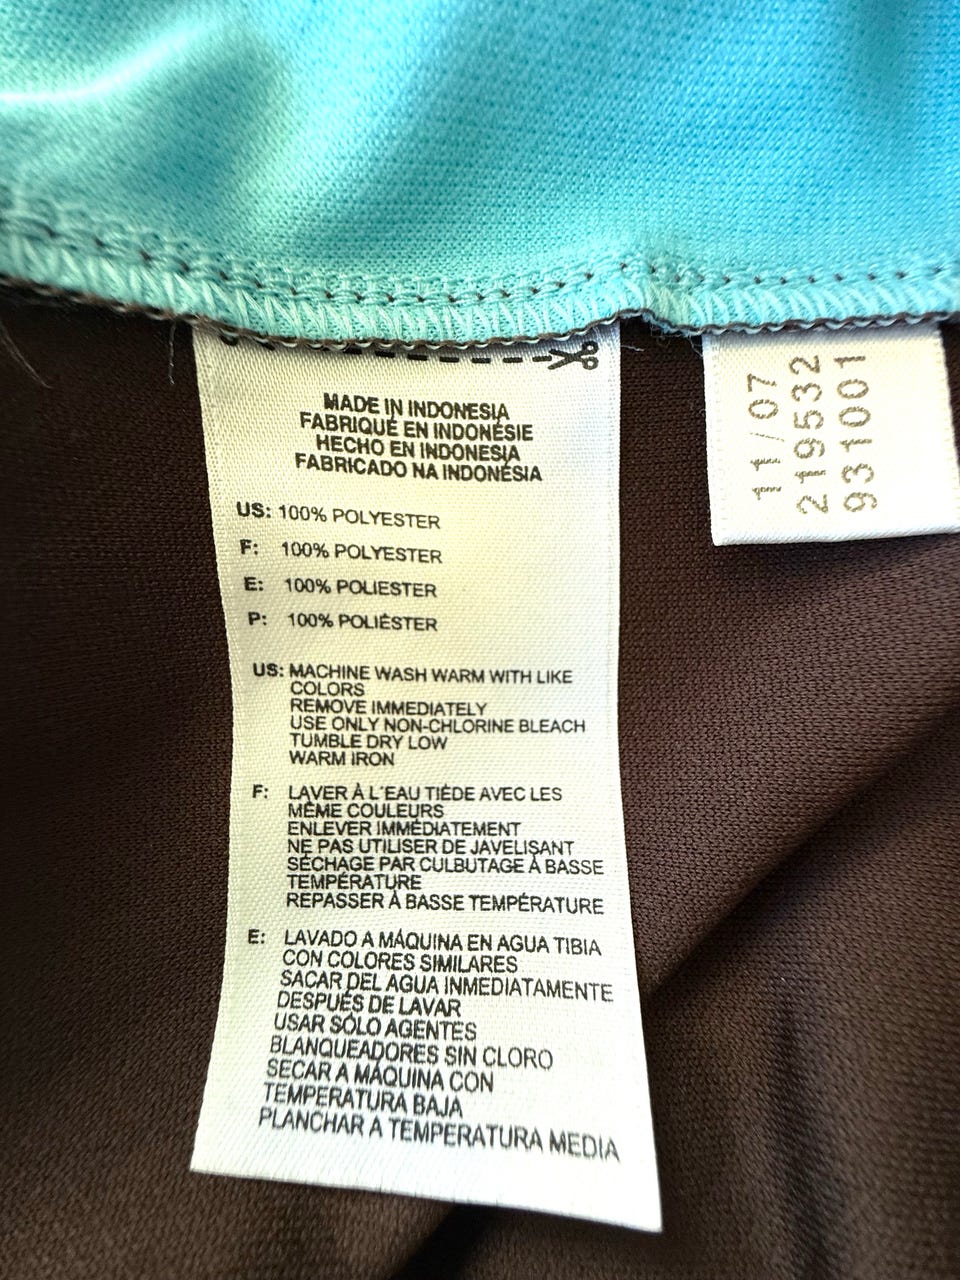 MADE IN INDONESIA
FABRIQUÉ EN INDONÉSIE
HECHO EN INDONESIA
FABRICADO NA INDONÉSIA
US: 100% POLYESTER
F: 100% POLYESTER
E: 100% POLIESTER
P: 100% POLIÉSTER
US: MACHINE WASH WARM WITH LIKE
COLORS
REMOVE IMMEDIATELY
USE ONLY NON-CHLORINE BLEACH
TUMBLE DRY LOW
WARM IRON
F: LAVER À L'EAU TIÈDE AVEC LES
MÊME COULEURS
ENLEVER IMMÉDIATEMENT
NE PAS UTILISER DE JAVELISANT
SÉCHAGE PAR CULBUTAGE À BASSE
TEMPÉRATURE
REPASSER À BASSE TEMPÉRATURE
E: LAVADO A MÁQUINA EN AGUA TIBIA
CON COLORES SIMILARES
SACAR DEL AGUA INMEDIATAMENTE
DESPUÉS DE LAVAR
USAR SÓLO AGENTES
BLANQUEADORES SIN CLORO
SECAR A MÁQUINA CON
TEMPERATURA BAJA
PLANCHAR A TEMPERATURA MEDIA
11/07
219532
931001